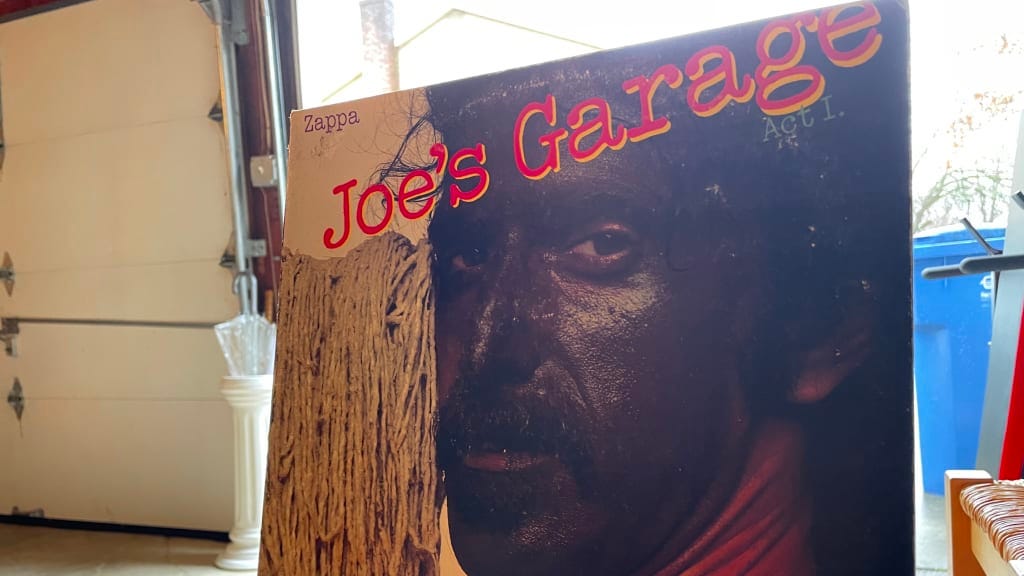 Zappa
Joe's Garage
Act I.